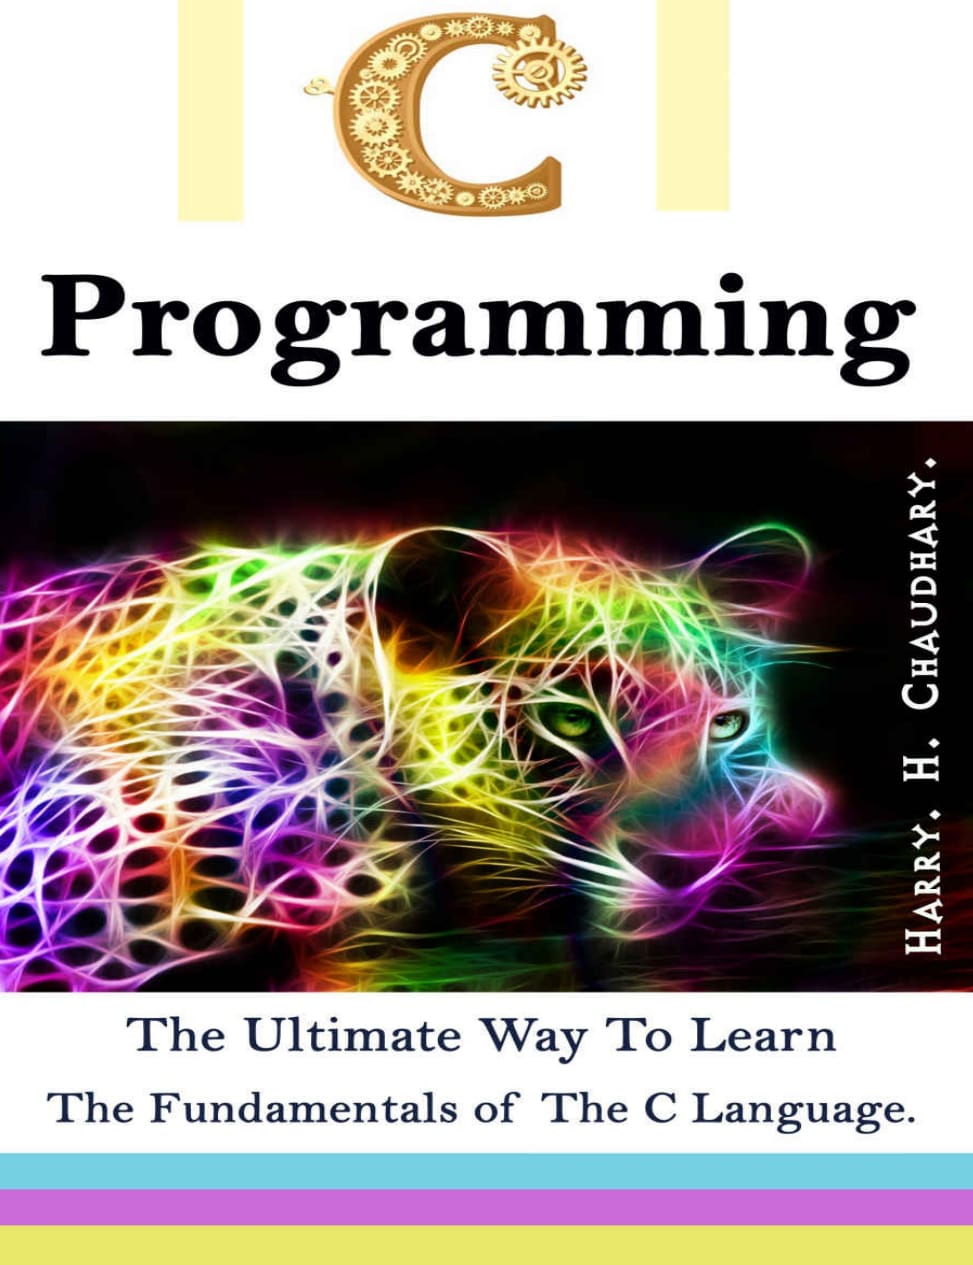 C
Programming
HARRY. H. CHAUDHARY.
The Ultimate Way To Learn
The Fundamentals of The C Language.